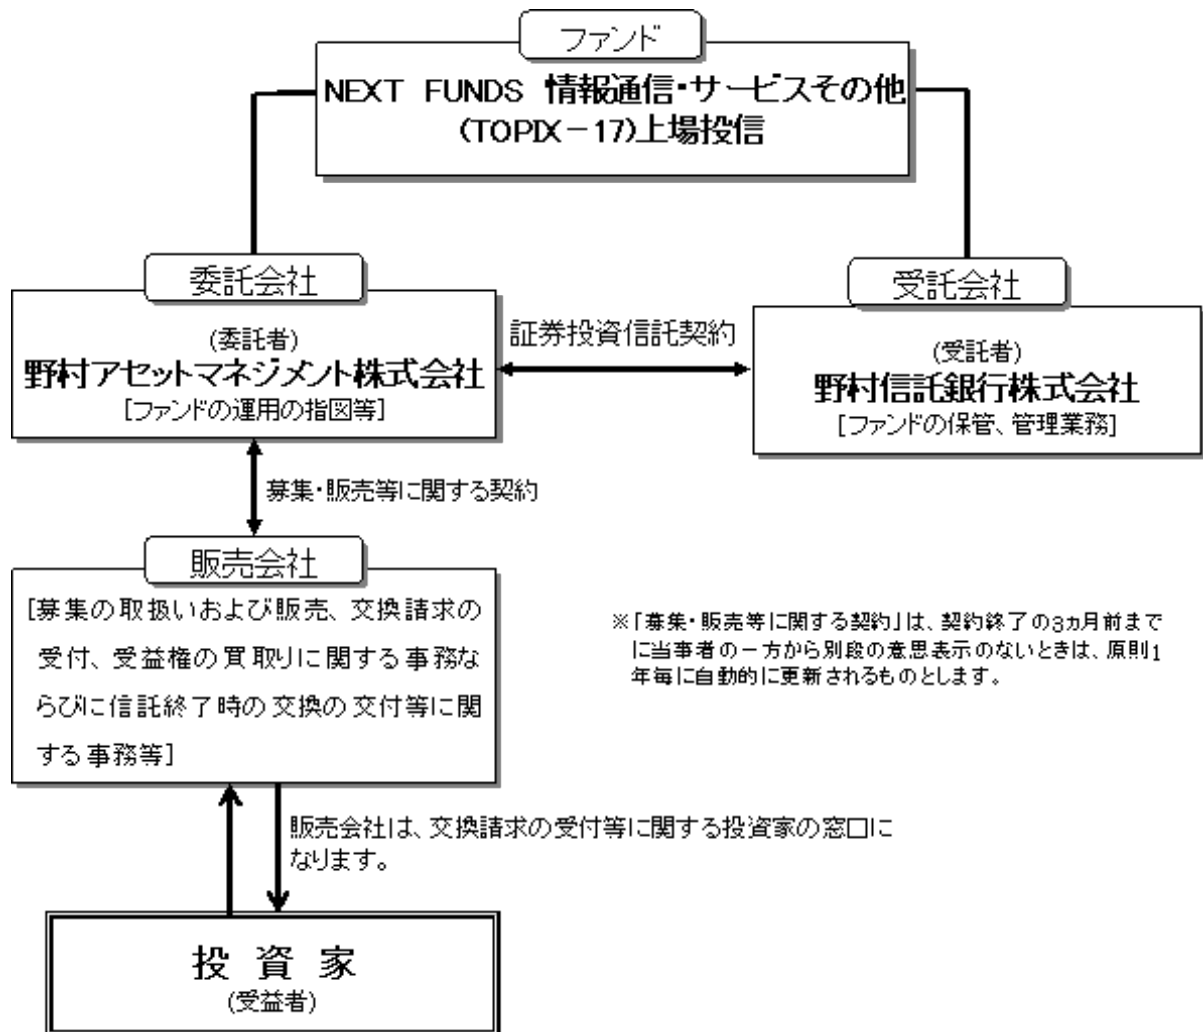 ファンド
NEXT FUNDS 情報通信・サービスその他
(TOPIX－17)上場投信
委託会社
(委託者)
野村アセットマネジメント株式会社
[ファンドの運用の指図等]
証券投資信託契約
受託会社
(受託者)
野村信託銀行株式会社
[ファンドの保管、管理業務]
募集・販売等に関する契約
販売会社
[募集の取扱いおよび販売、交換請求の
受付、受益権の買取りに関する事務な
らびに信託終了時の交換の交付等に関
する事務等]
※「募集・販売等に関する契約」は、契約終了の3ヵ月前まで
に当事者の一方から別段の意思表示のないときは、原則1
年毎に自動的に更新されるものとします。
販売会社は、交換請求の受付等に関する投資家の窓口に
なります。
投 資 家
(受益者)